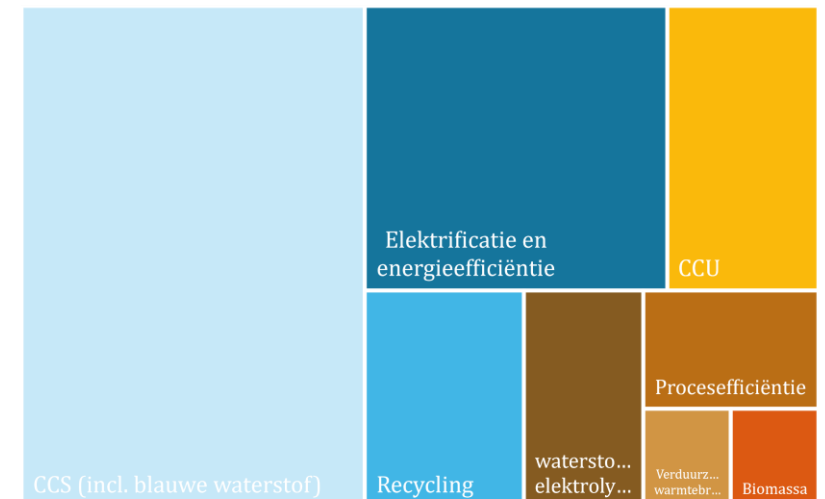 Elektrificatie en
energieefficiëntie
CCU
CCS (incl. blauwe waterstof)
Recycling
watersto...
elektroly...
Procesefficiëntie
Verduurz...
warmtebr...
Biomassa